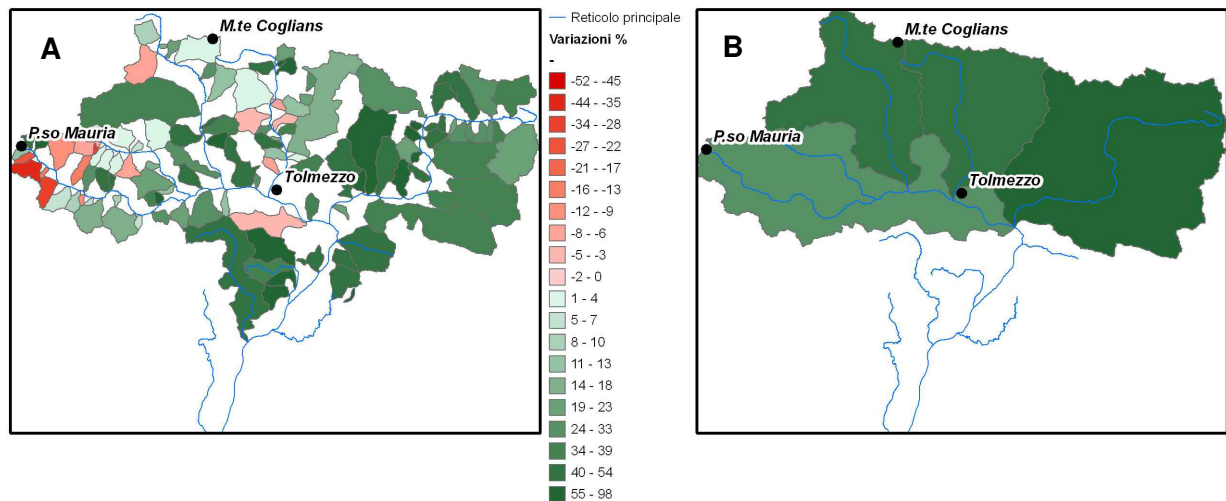 A
M.te Coglians
P.so Mauria
Tolmezzo
Reticolo principale
Variazioni %
-
-52 - -45
-44 - -35
-34 - -28
-27 - -22
-21 - -17
-16 - -13
-12 - -9
-8 - -6
-5 - -3
-2 - 0
1 - 4
5 - 7
8 - 10
11 - 13
14 - 18
19 - 23
24 - 33
34 - 39
40 - 54
55 - 98
B
M.te Coglians
P.so Mauria
Tolmezzo